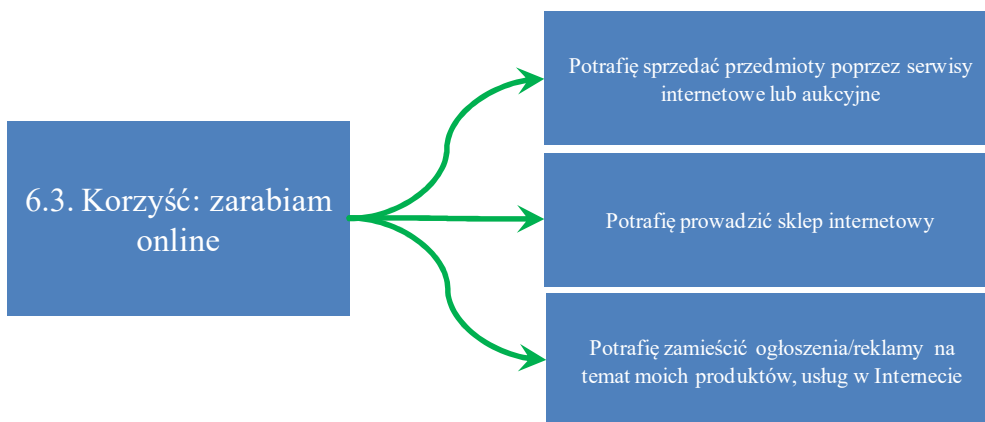 6.3. Korzyść: zarabiam
online
Potrafię sprzedać przedmioty poprzez serwisy
internetowe lub aukcyjne
Potrafię prowadzić sklep internetowy
Potrafię zamieścić ogłoszenia/reklamy na
temat moich produktów, usług w Internecie